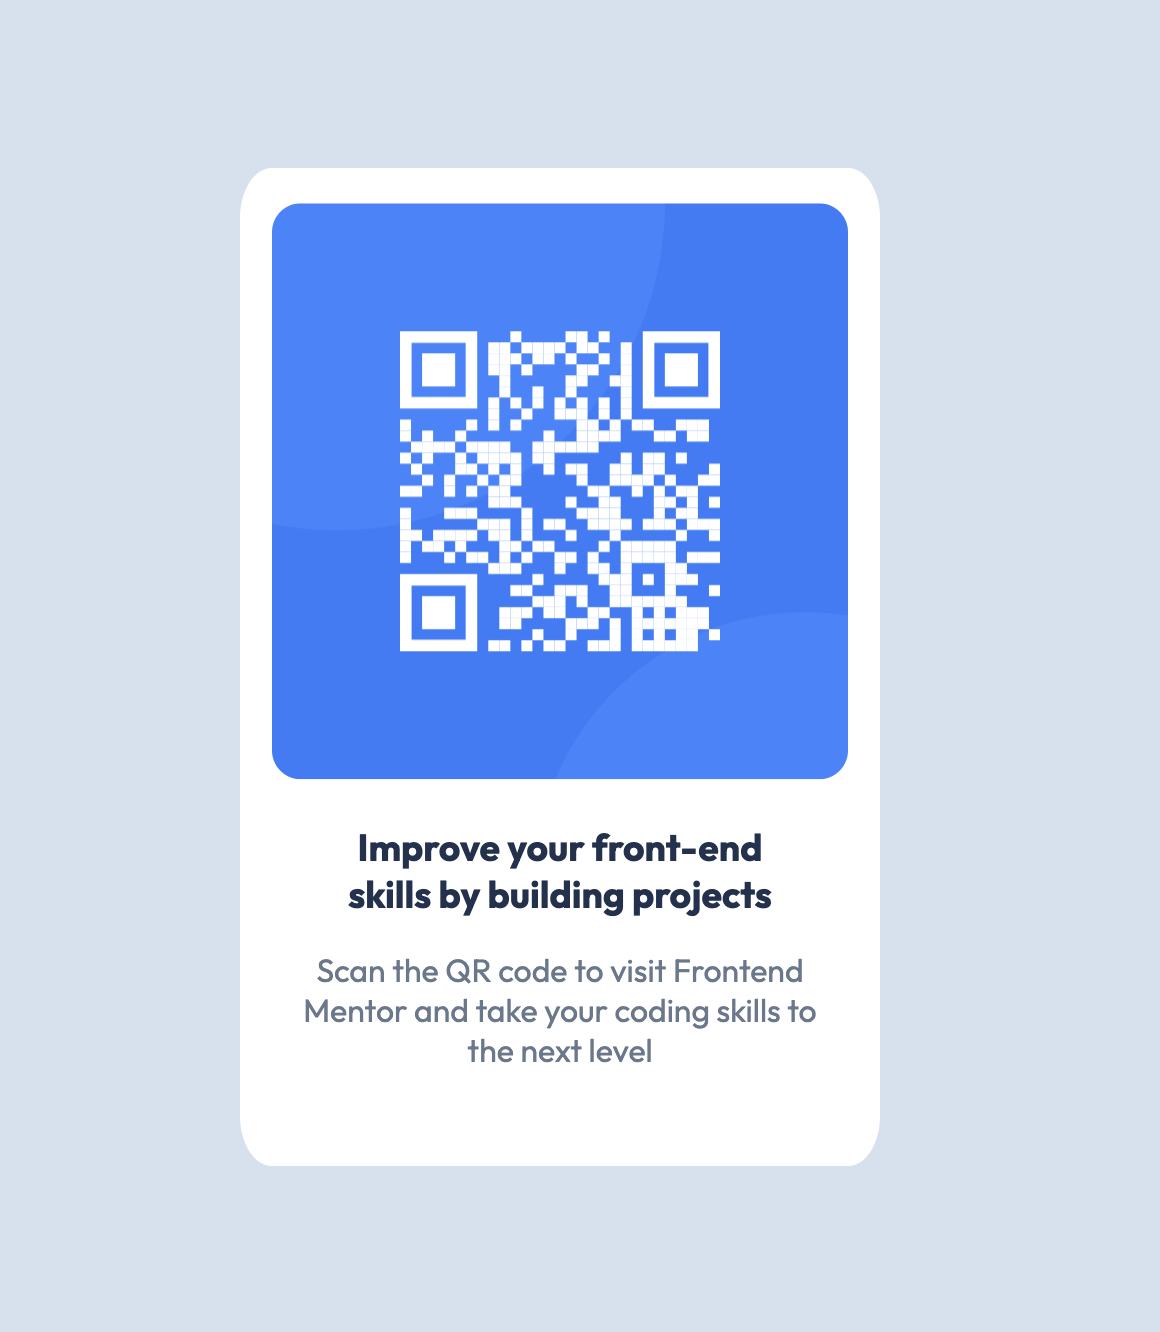 Improve your front-end
skills by building projects
Scan the QR code to visit Frontend
Mentor and take your coding skills to
the next level